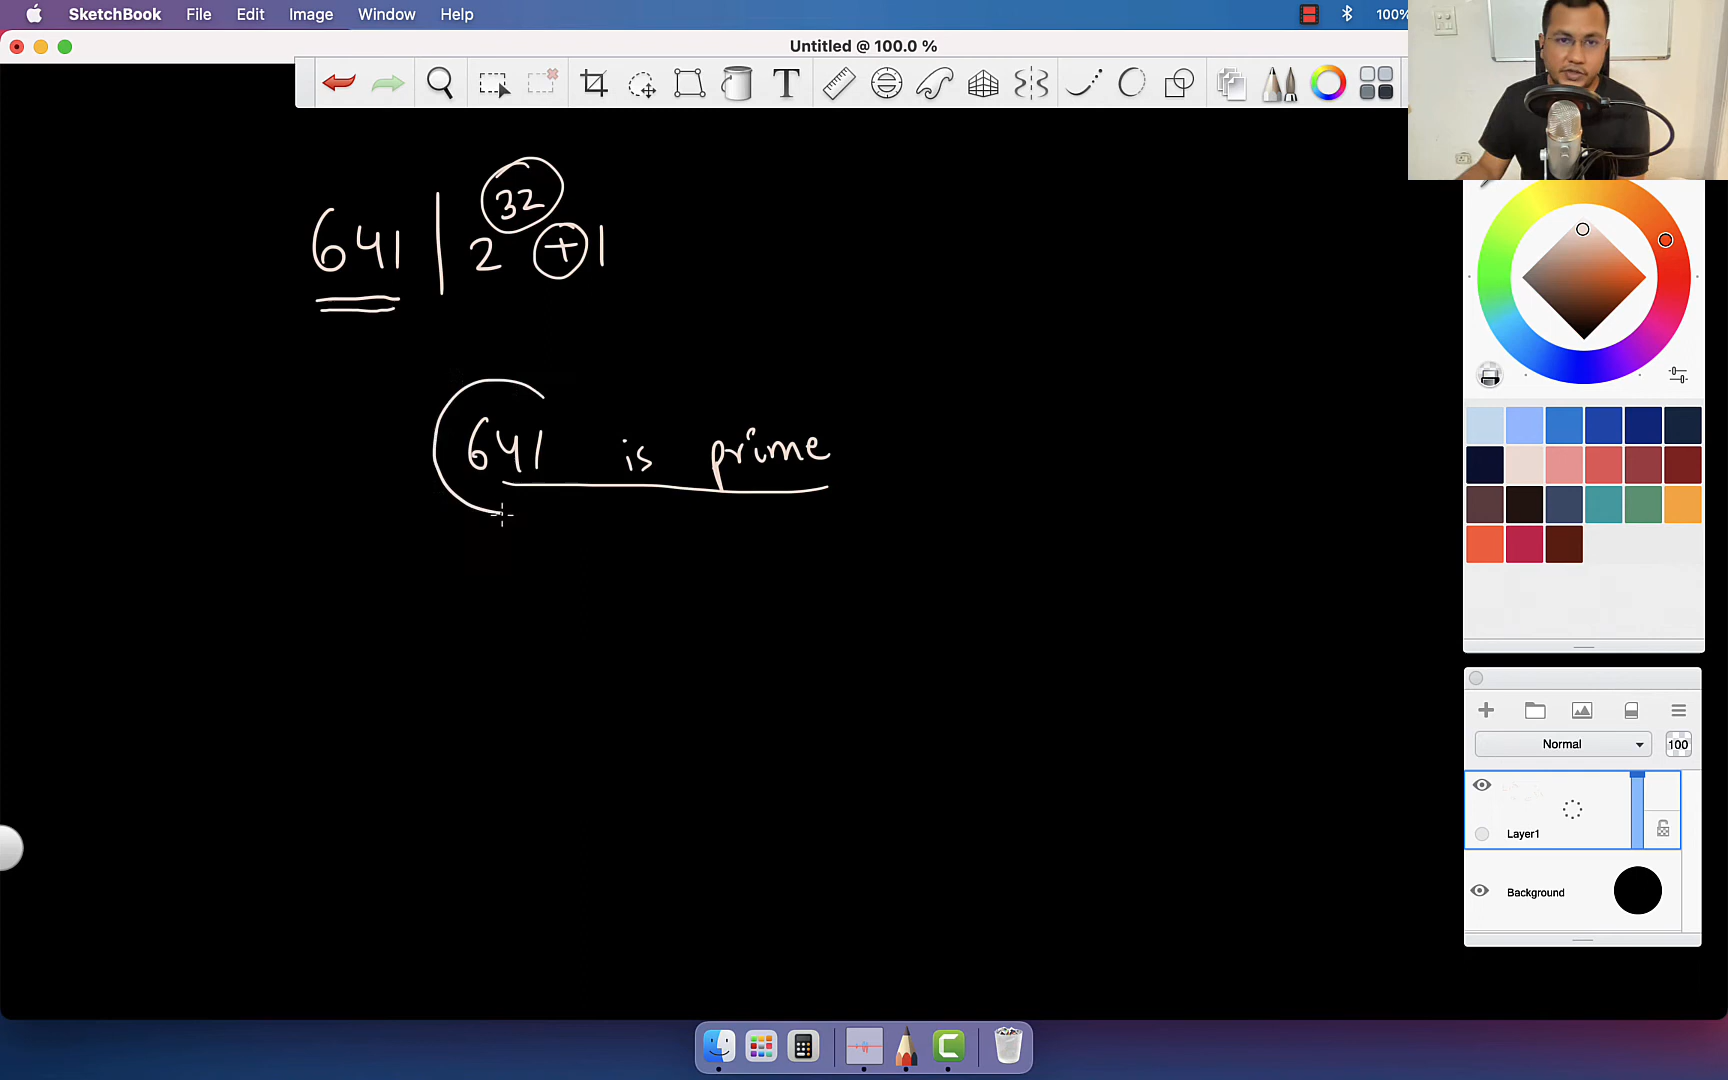 SketchBook File Edit Image Window Help 100%
Untitled @ 100.0 %
641 | 2^32 + 1
641 is prime
Normal 100
Layer1
Background